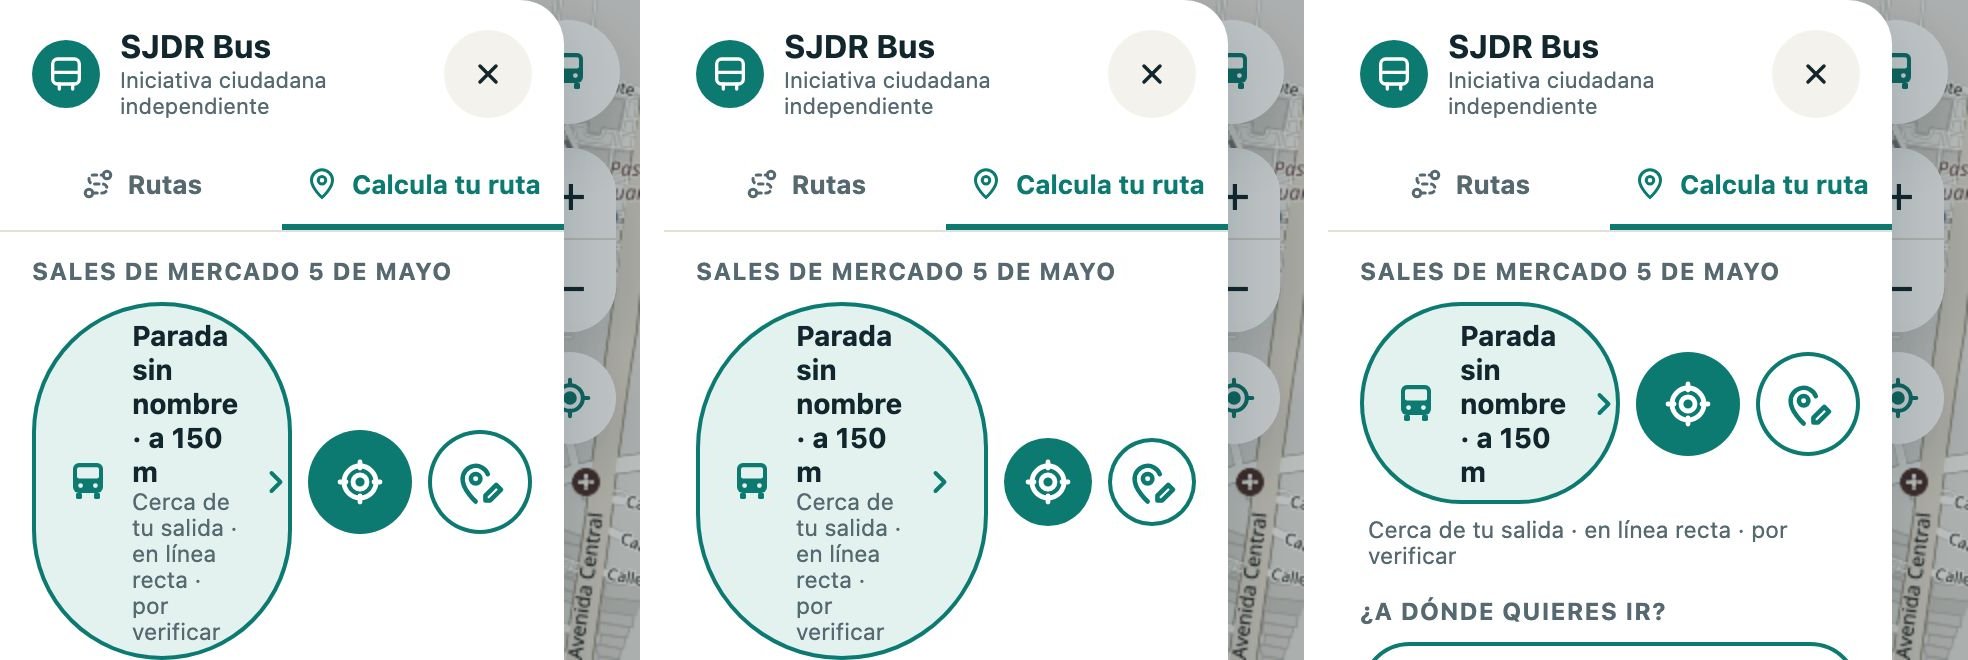 SJDR Bus
Iniciativa ciudadana
independiente
Rutas
Calcula tu ruta
SALES DE MERCADO 5 DE MAYO
Parada
sin
nombre
· a 150
m
Cerca de
tu salida ·
en línea
recta ·
por
verificar
Avenida Central
SJDR Bus
Iniciativa ciudadana
independiente
Rutas
Calcula tu ruta
SALES DE MERCADO 5 DE MAYO
Parada
sin
nombre
· a 150
m
Cerca de
tu salida ·
en línea
recta ·
por
verificar
Avenida Central
SJDR Bus
Iniciativa ciudadana
independiente
Rutas
Calcula tu ruta
SALES DE MERCADO 5 DE MAYO
Parada
sin
nombre
· a 150
m
Cerca de tu salida · en línea recta · por
verificar
¿A DÓNDE QUIERES IR?
Avenida Central